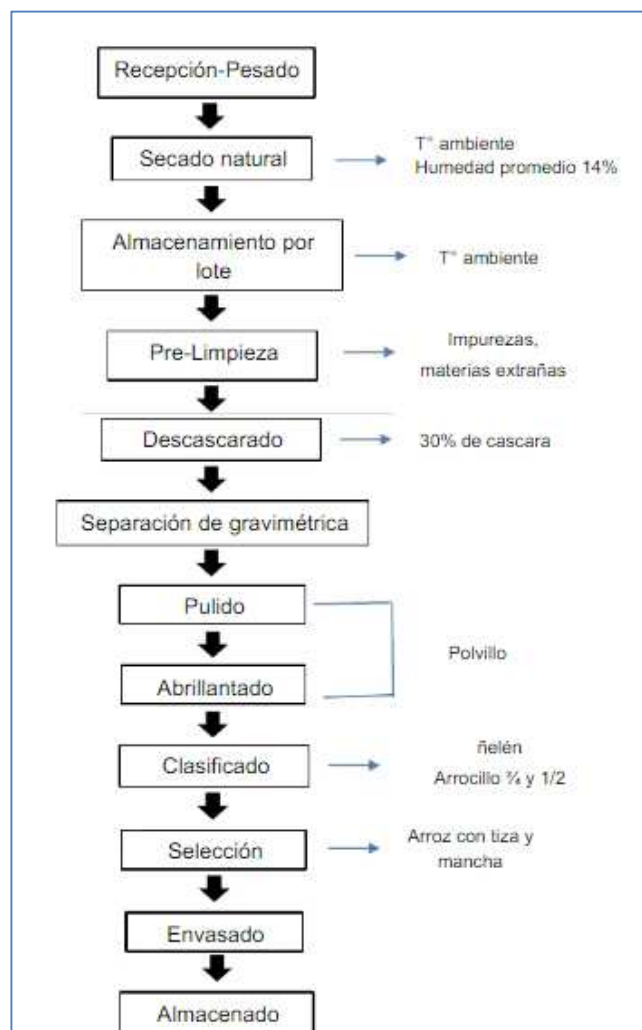 Recepción-Pesado
Secado natural
T° ambiente
Humedad promedio 14%
Almacenamiento por
lote
T° ambiente
Pre-Limpieza
Impurezas,
materias extrañas
Descascarado
30% de cascara
Separación de gravimétrica
Pulido
Polvillo
Abrillantado
Clasificado
ñelén
Arrocillo ¾ y 1/2
Selección
Arroz con tiza y
mancha
Envasado
Almacenado